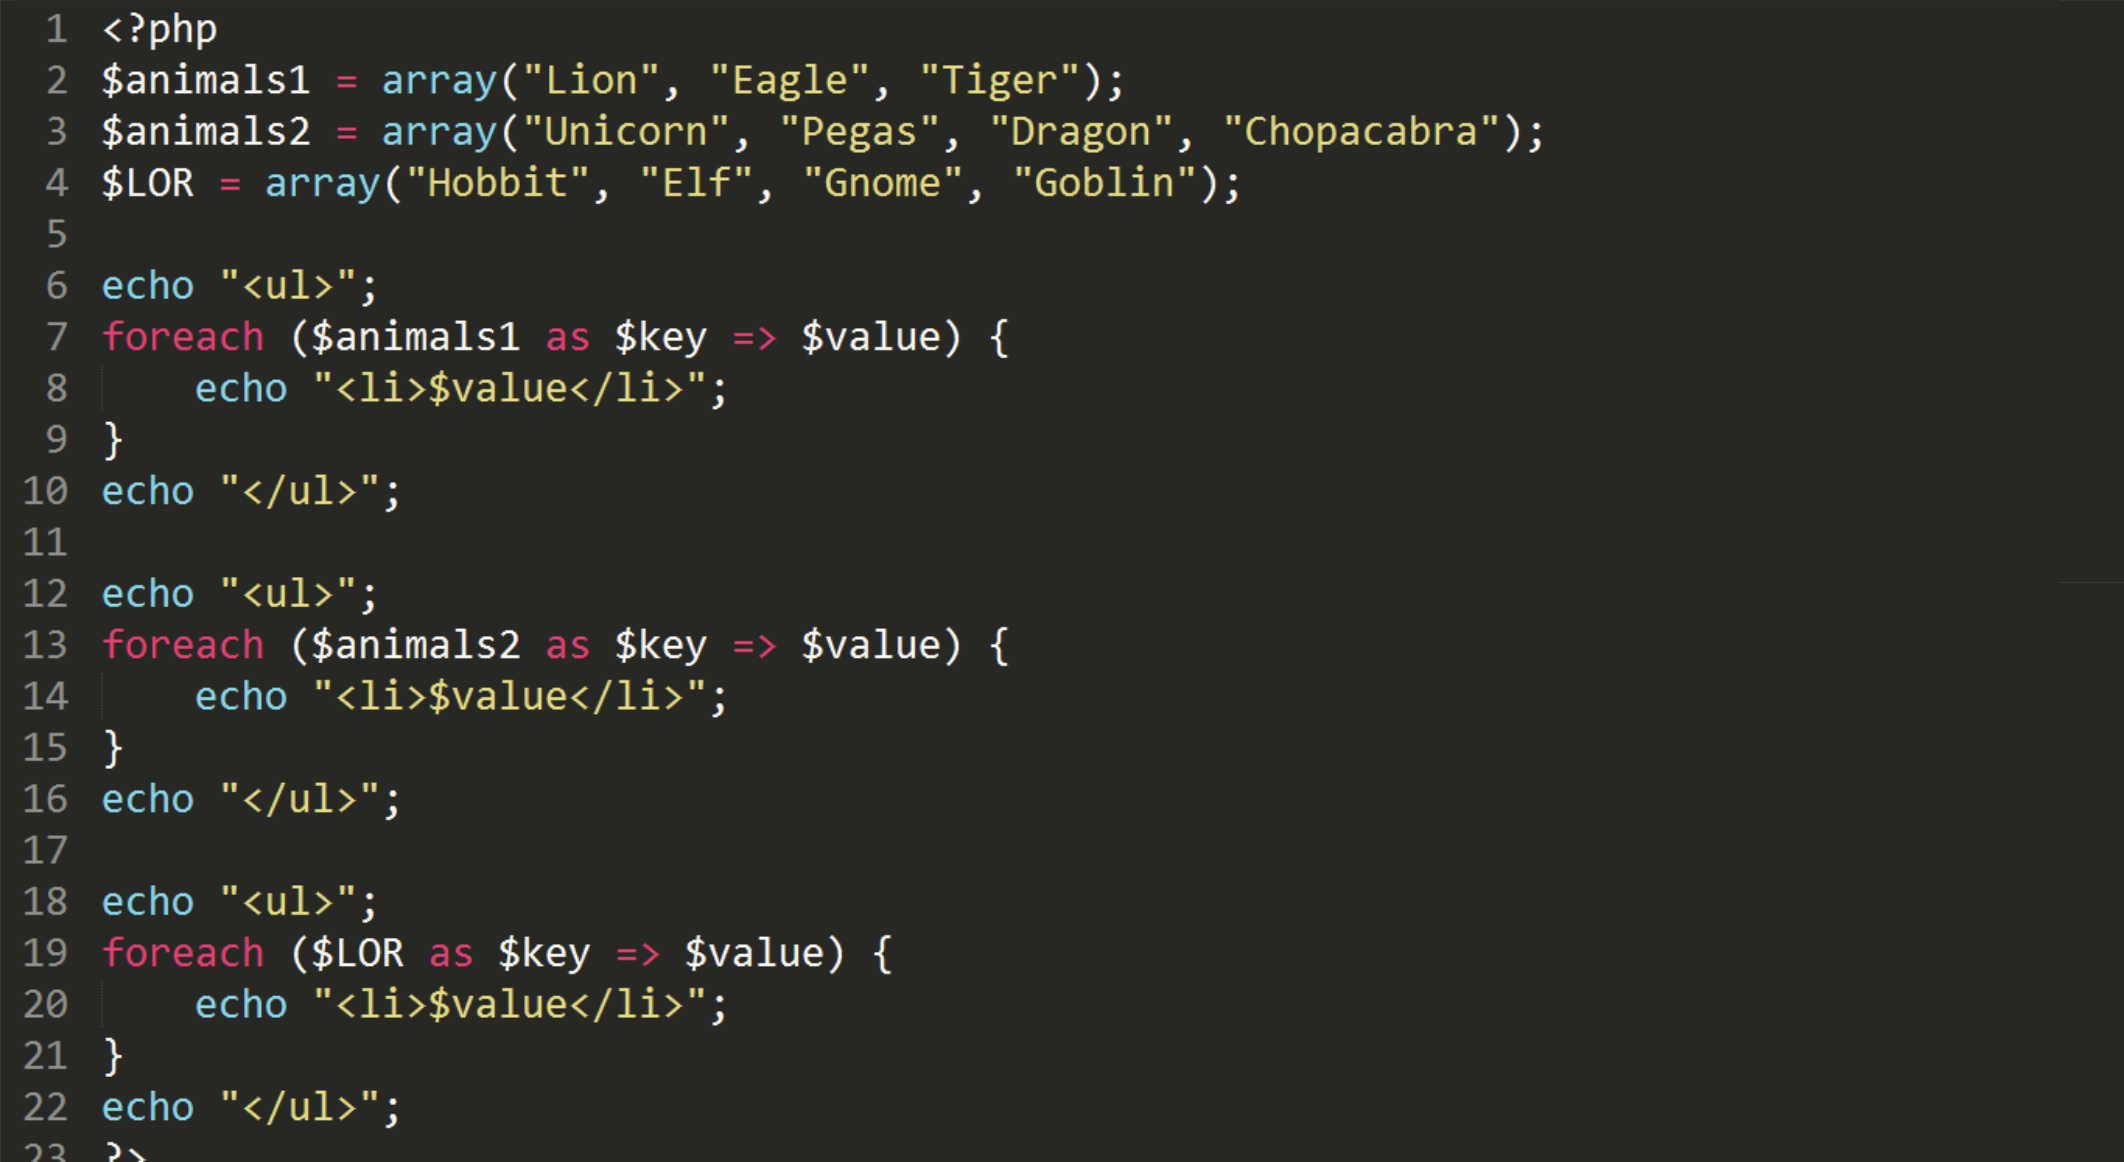 1 <?php
2 $animals1 = array("Lion", "Eagle", "Tiger");
3 $animals2 = array("Unicorn", "Pegas", "Dragon", "Chopacabra");
4 $LOR = array("Hobbit", "Elf", "Gnome", "Goblin");
5
6 echo "<ul>";
7 foreach ($animals1 as $key => $value) {
8     echo "<li>$value</li>";
9 }
10 echo "</ul>";
11
12 echo "<ul>";
13 foreach ($animals2 as $key => $value) {
14     echo "<li>$value</li>";
15 }
16 echo "</ul>";
17
18 echo "<ul>";
19 foreach ($LOR as $key => $value) {
20     echo "<li>$value</li>";
21 }
22 echo "</ul>";
23 ?>